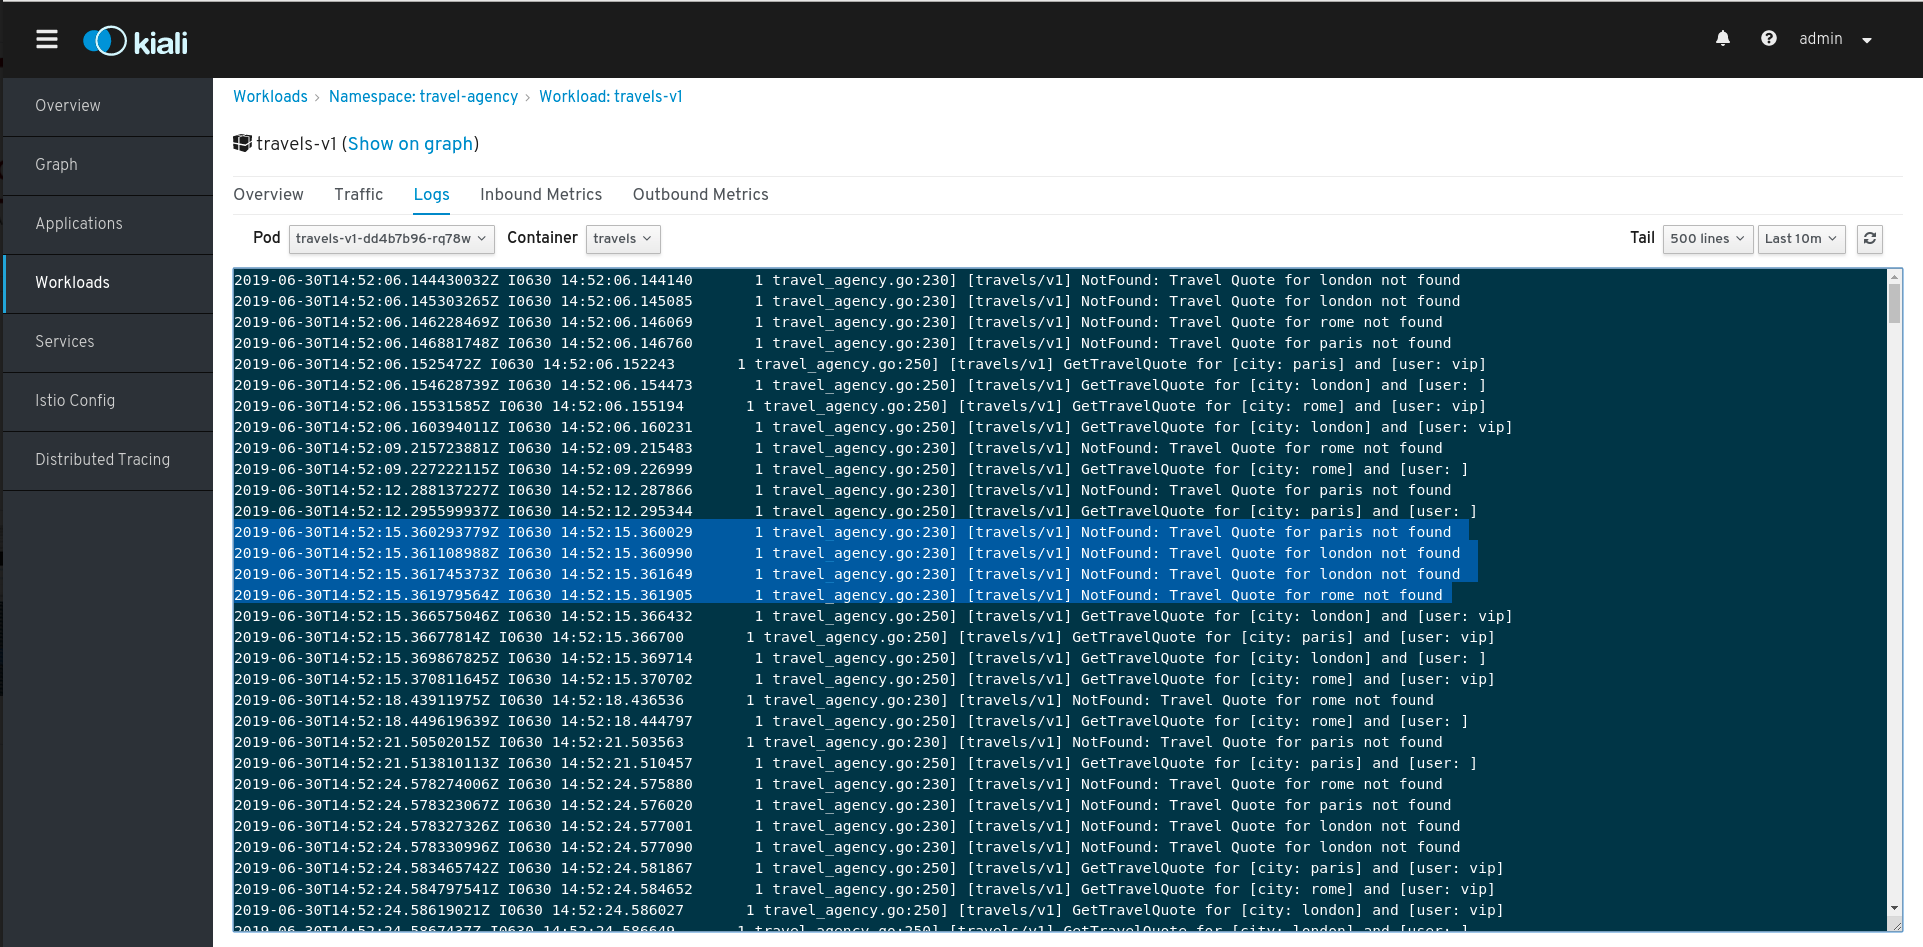 kiali
admin
Overview
Graph
Applications
Workloads
Services
Istio Config
Distributed Tracing
Workloads › Namespace: travel-agency › Workload: travels-v1
travels-v1 (Show on graph)
Overview Traffic Logs Inbound Metrics Outbound Metrics
Pod travels-v1-dd4b7b96-rq78w Container travels Tail 500 lines Last 10m
2019-06-30T14:52:06.144430032Z I0630 14:52:06.144140 1 travel_agency.go:230] [travels/v1] NotFound: Travel Quote for london not found
2019-06-30T14:52:06.145303265Z I0630 14:52:06.145085 1 travel_agency.go:230] [travels/v1] NotFound: Travel Quote for london not found
2019-06-30T14:52:06.146228469Z I0630 14:52:06.146069 1 travel_agency.go:230] [travels/v1] NotFound: Travel Quote for rome not found
2019-06-30T14:52:06.146881748Z I0630 14:52:06.146760 1 travel_agency.go:230] [travels/v1] NotFound: Travel Quote for paris not found
2019-06-30T14:52:06.1525472Z I0630 14:52:06.152243 1 travel_agency.go:250] [travels/v1] GetTravelQuote for [city: paris] and [user: vip]
2019-06-30T14:52:06.154628739Z I0630 14:52:06.154473 1 travel_agency.go:250] [travels/v1] GetTravelQuote for [city: london] and [user: ]
2019-06-30T14:52:06.15531585Z I0630 14:52:06.155194 1 travel_agency.go:250] [travels/v1] GetTravelQuote for [city: rome] and [user: vip]
2019-06-30T14:52:06.160394011Z I0630 14:52:06.160231 1 travel_agency.go:250] [travels/v1] GetTravelQuote for [city: london] and [user: vip]
2019-06-30T14:52:09.215723881Z I0630 14:52:09.215483 1 travel_agency.go:230] [travels/v1] NotFound: Travel Quote for rome not found
2019-06-30T14:52:09.227222115Z I0630 14:52:09.226999 1 travel_agency.go:250] [travels/v1] GetTravelQuote for [city: rome] and [user: ]
2019-06-30T14:52:12.288137227Z I0630 14:52:12.287866 1 travel_agency.go:230] [travels/v1] NotFound: Travel Quote for paris not found
2019-06-30T14:52:12.295599937Z I0630 14:52:12.295344 1 travel_agency.go:250] [travels/v1] GetTravelQuote for [city: paris] and [user: ]
2019-06-30T14:52:15.360293779Z I0630 14:52:15.360029 1 travel_agency.go:230] [travels/v1] NotFound: Travel Quote for paris not found
2019-06-30T14:52:15.361108988Z I0630 14:52:15.360990 1 travel_agency.go:230] [travels/v1] NotFound: Travel Quote for london not found
2019-06-30T14:52:15.361745373Z I0630 14:52:15.361649 1 travel_agency.go:230] [travels/v1] NotFound: Travel Quote for london not found
2019-06-30T14:52:15.361979564Z I0630 14:52:15.361905 1 travel_agency.go:230] [travels/v1] NotFound: Travel Quote for rome not found
2019-06-30T14:52:15.366575046Z I0630 14:52:15.366432 1 travel_agency.go:250] [travels/v1] GetTravelQuote for [city: london] and [user: vip]
2019-06-30T14:52:15.36677814Z I0630 14:52:15.366700 1 travel_agency.go:250] [travels/v1] GetTravelQuote for [city: paris] and [user: vip]
2019-06-30T14:52:15.369867825Z I0630 14:52:15.369714 1 travel_agency.go:250] [travels/v1] GetTravelQuote for [city: london] and [user: ]
2019-06-30T14:52:15.370811645Z I0630 14:52:15.370702 1 travel_agency.go:250] [travels/v1] GetTravelQuote for [city: rome] and [user: vip]
2019-06-30T14:52:18.43911975Z I0630 14:52:18.436536 1 travel_agency.go:230] [travels/v1] NotFound: Travel Quote for rome not found
2019-06-30T14:52:18.449619639Z I0630 14:52:18.444797 1 travel_agency.go:250] [travels/v1] GetTravelQuote for [city: rome] and [user: ]
2019-06-30T14:52:21.50502015Z I0630 14:52:21.503563 1 travel_agency.go:230] [travels/v1] NotFound: Travel Quote for paris not found
2019-06-30T14:52:21.513810113Z I0630 14:52:21.510457 1 travel_agency.go:250] [travels/v1] GetTravelQuote for [city: paris] and [user: ]
2019-06-30T14:52:24.578274006Z I0630 14:52:24.575880 1 travel_agency.go:230] [travels/v1] NotFound: Travel Quote for rome not found
2019-06-30T14:52:24.578323067Z I0630 14:52:24.576020 1 travel_agency.go:230] [travels/v1] NotFound: Travel Quote for paris not found
2019-06-30T14:52:24.578327326Z I0630 14:52:24.577001 1 travel_agency.go:230] [travels/v1] NotFound: Travel Quote for london not found
2019-06-30T14:52:24.578330996Z I0630 14:52:24.577090 1 travel_agency.go:230] [travels/v1] NotFound: Travel Quote for london not found
2019-06-30T14:52:24.583465742Z I0630 14:52:24.581867 1 travel_agency.go:250] [travels/v1] GetTravelQuote for [city: paris] and [user: vip]
2019-06-30T14:52:24.584797541Z I0630 14:52:24.584652 1 travel_agency.go:250] [travels/v1] GetTravelQuote for [city: rome] and [user: vip]
2019-06-30T14:52:24.58619021Z I0630 14:52:24.586027 1 travel_agency.go:250] [travels/v1] GetTravelQuote for [city: london] and [user: vip]
2019-06-30T14:52:24.5867437Z I0630 14:52:24.586649 1 travel_agency.go:250] [travels/v1] GetTravelQuote for [city: london] and [user: ]